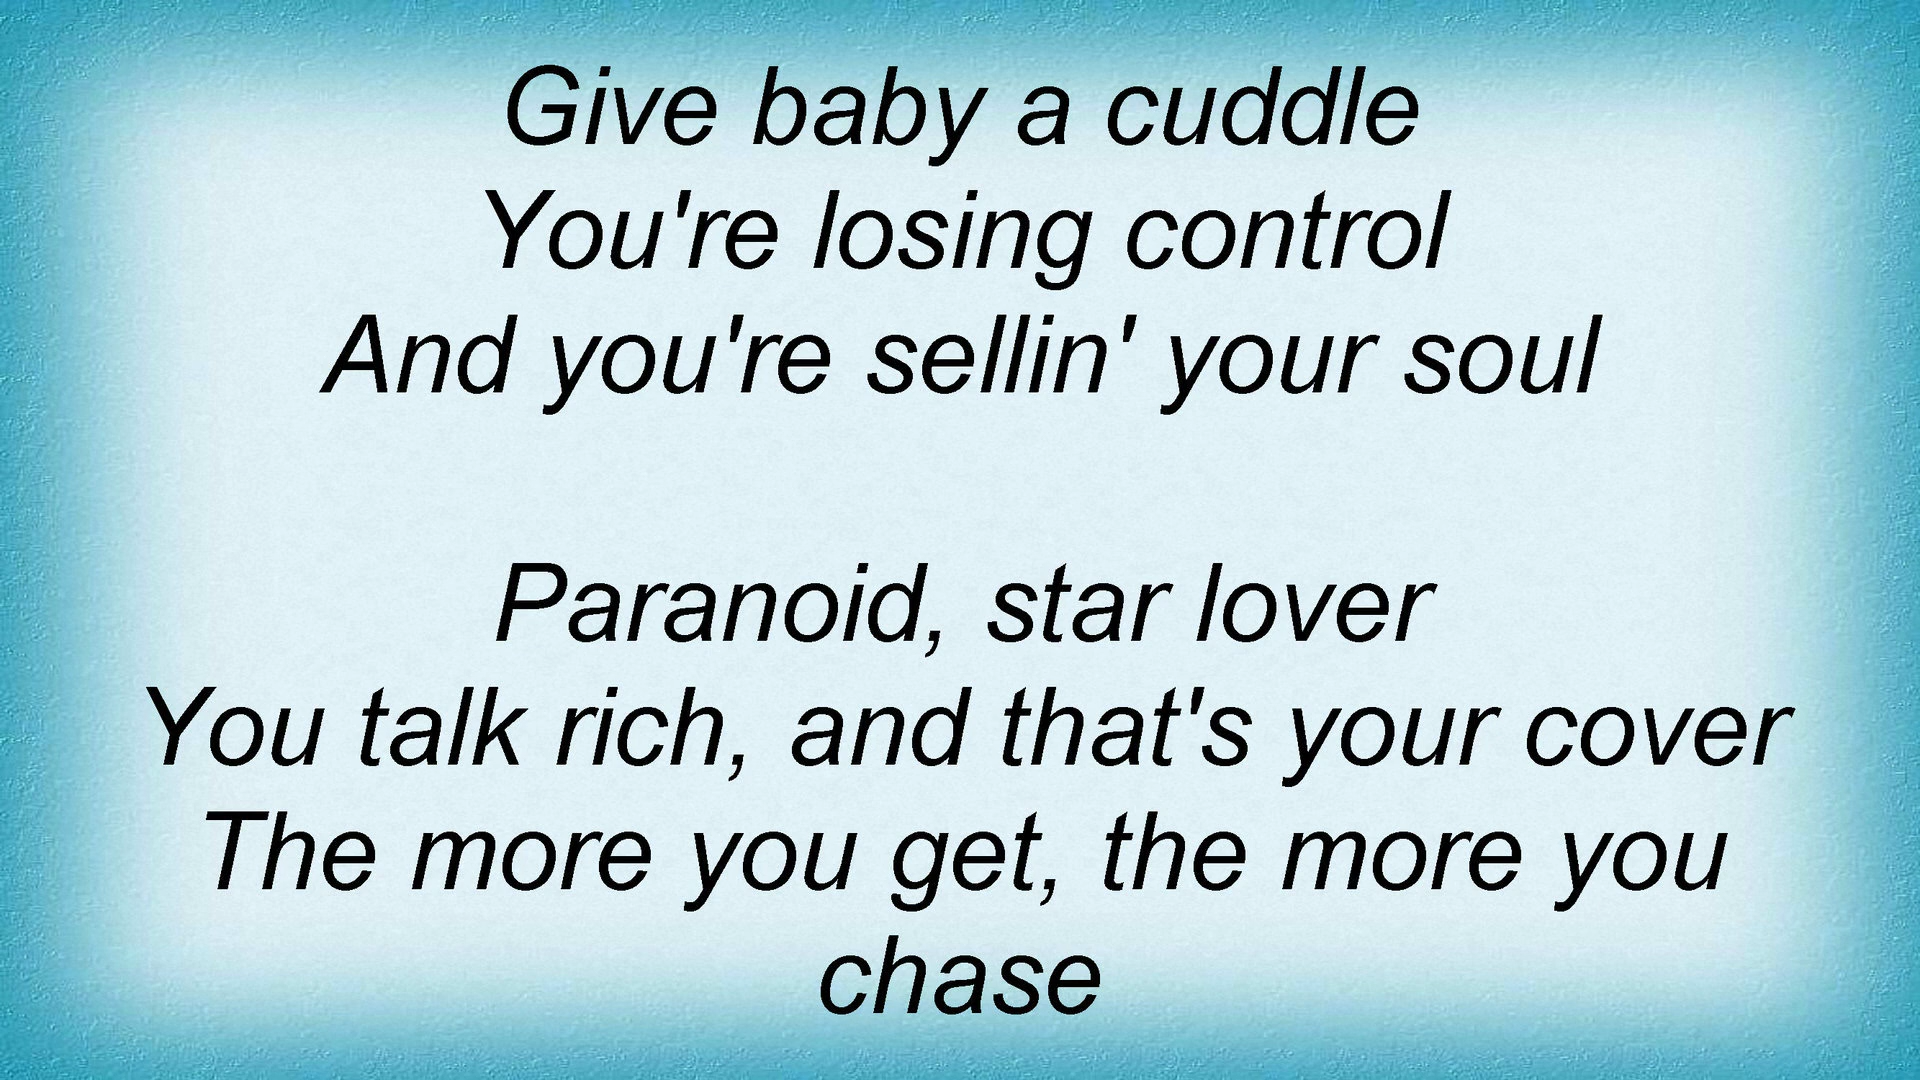 Give baby a cuddle
You're losing control
And you're sellin' your soul
Paranoid, star lover
You talk rich, and that's your cover
The more you get, the more you
chase